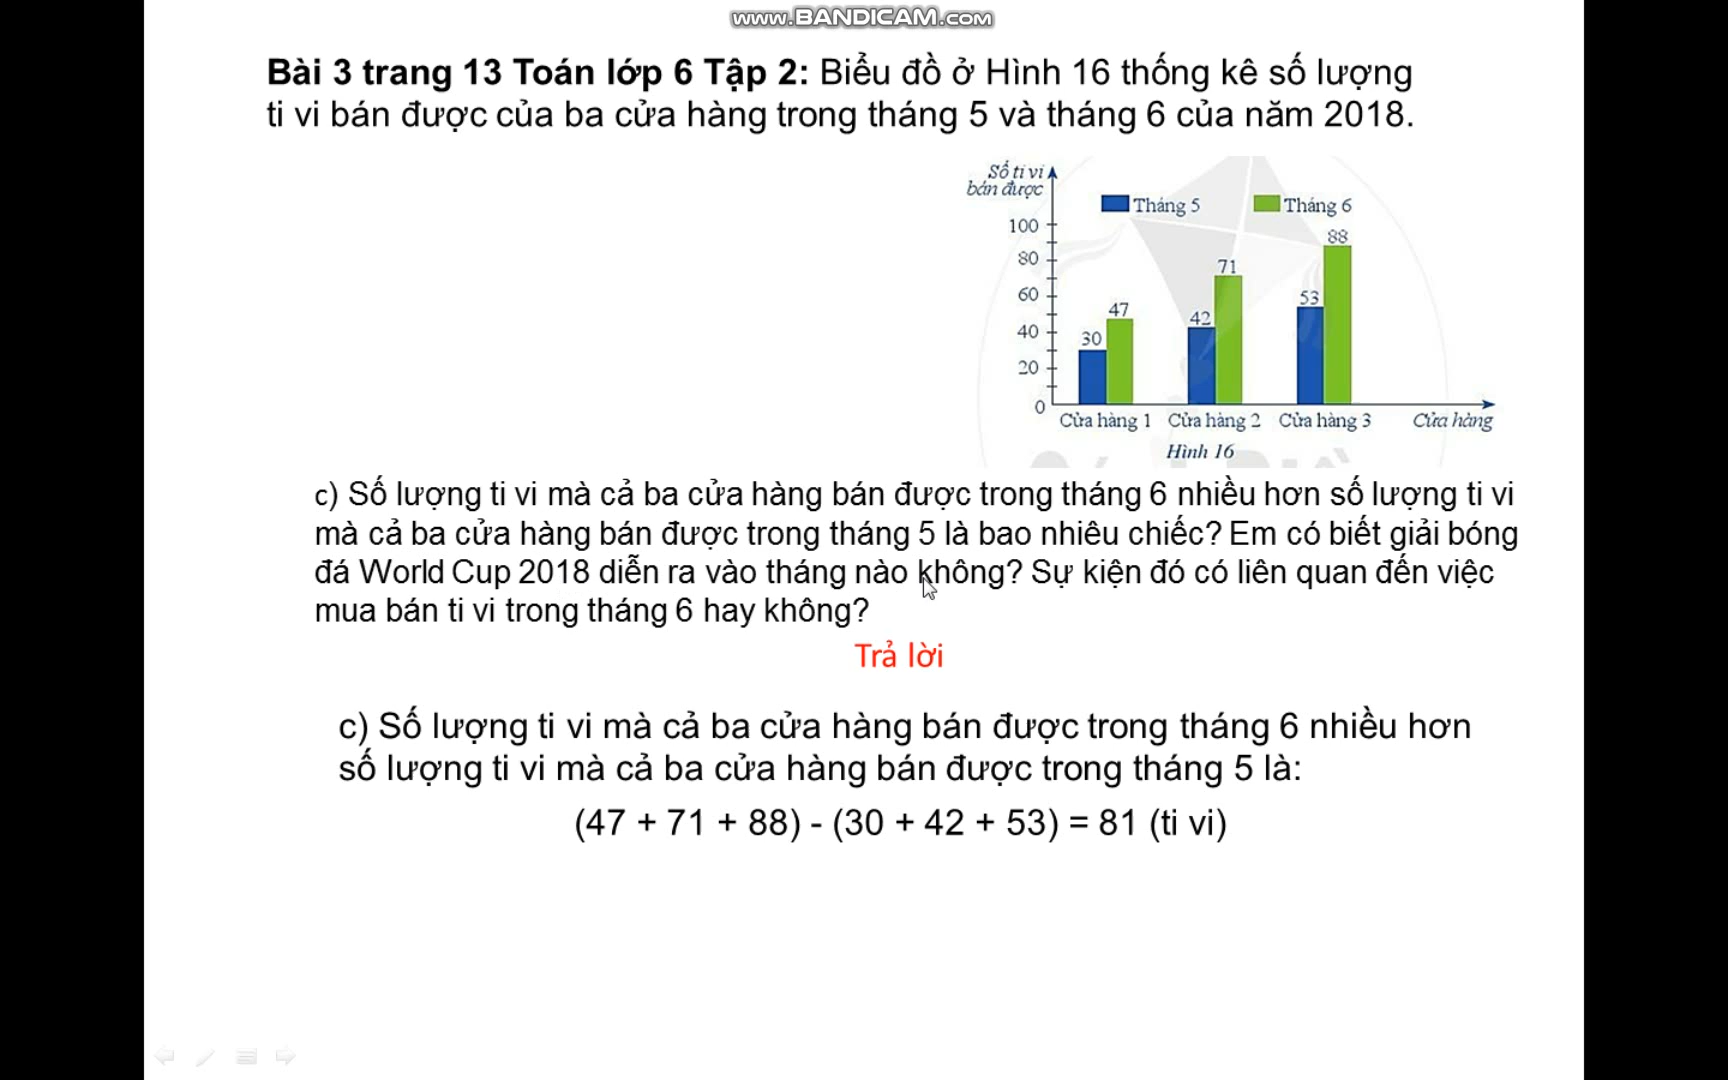 www.BANDICAM.com
Bài 3 trang 13 Toán lớp 6 Tập 2: Biểu đồ ở Hình 16 thống kê số lượng
ti vi bán được của ba cửa hàng trong tháng 5 và tháng 6 của năm 2018.
Số ti vi
bán được
Tháng 5
Tháng 6
100
80
60
40
20
0
30
47
42
71
53
88
Cửa hàng 1
Cửa hàng 2
Cửa hàng 3
Cửa hàng
Hình 16
c) Số lượng ti vi mà cả ba cửa hàng bán được trong tháng 6 nhiều hơn số lượng ti vi
mà cả ba cửa hàng bán được trong tháng 5 là bao nhiêu chiếc? Em có biết giải bóng
đá World Cup 2018 diễn ra vào tháng nào không? Sự kiện đó có liên quan đến việc
mua bán ti vi trong tháng 6 hay không?
Trả lời
c) Số lượng ti vi mà cả ba cửa hàng bán được trong tháng 6 nhiều hơn
số lượng ti vi mà cả ba cửa hàng bán được trong tháng 5 là:
(47 + 71 + 88) - (30 + 42 + 53) = 81 (ti vi)